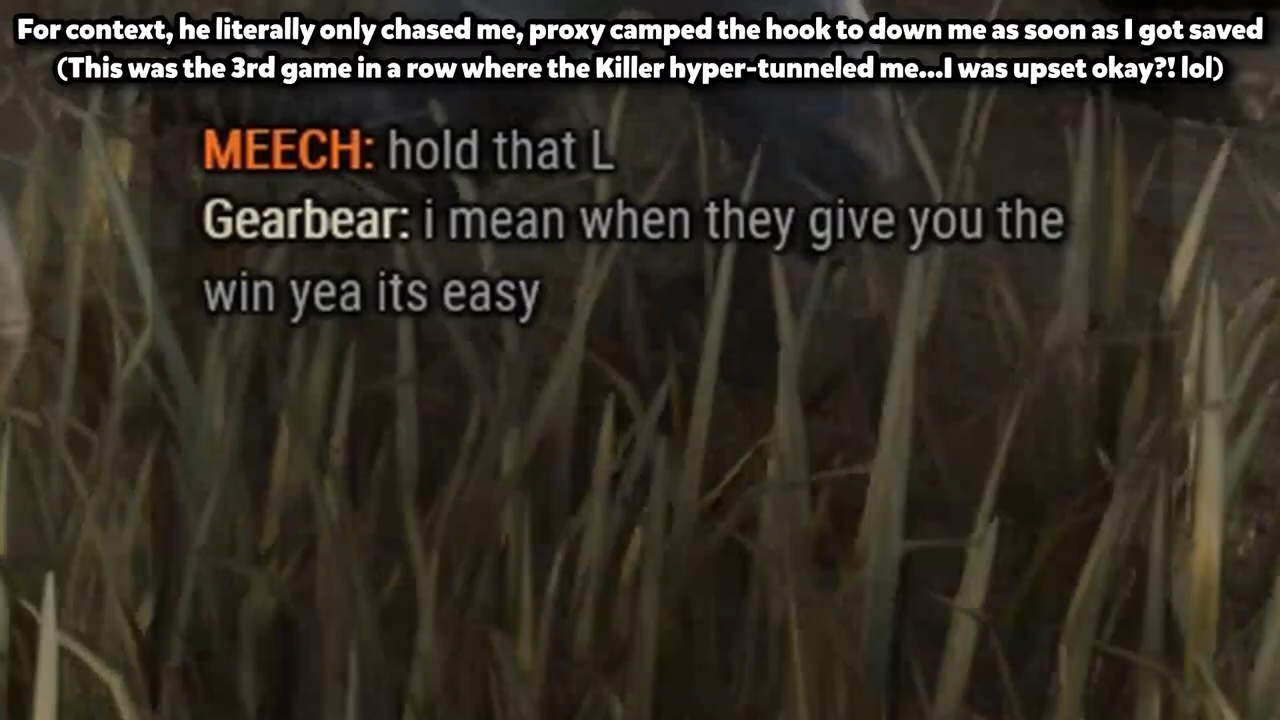 For context, he literally only chased me, proxy camped the hook to down me as soon as I got saved
(This was the 3rd game in a row where the Killer hyper-tunneled me...I was upset okay?! lol)
MEECH: hold that L
Gearbear: i mean when they give you the
win yea its easy